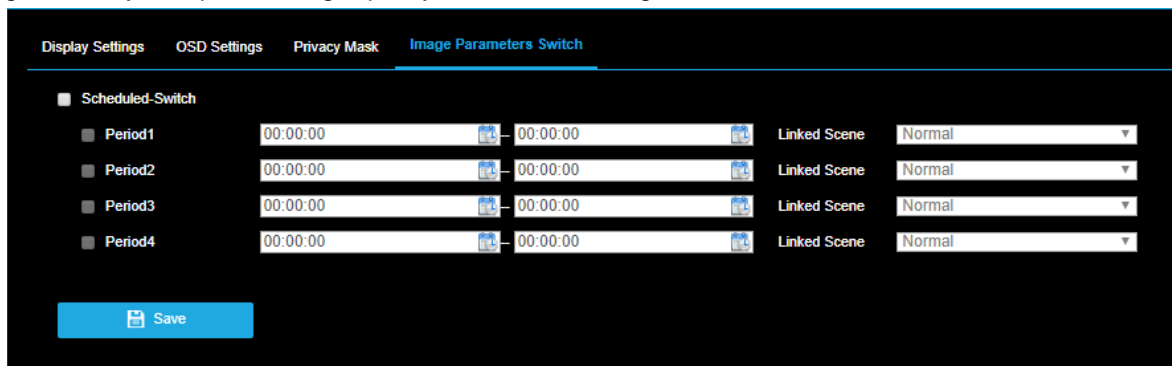 Display Settings OSD Settings Privacy Mask Image Parameters Switch
Scheduled-Switch
Period1 00:00:00 – 00:00:00 Linked Scene Normal
Period2 00:00:00 – 00:00:00 Linked Scene Normal
Period3 00:00:00 – 00:00:00 Linked Scene Normal
Period4 00:00:00 – 00:00:00 Linked Scene Normal
Save